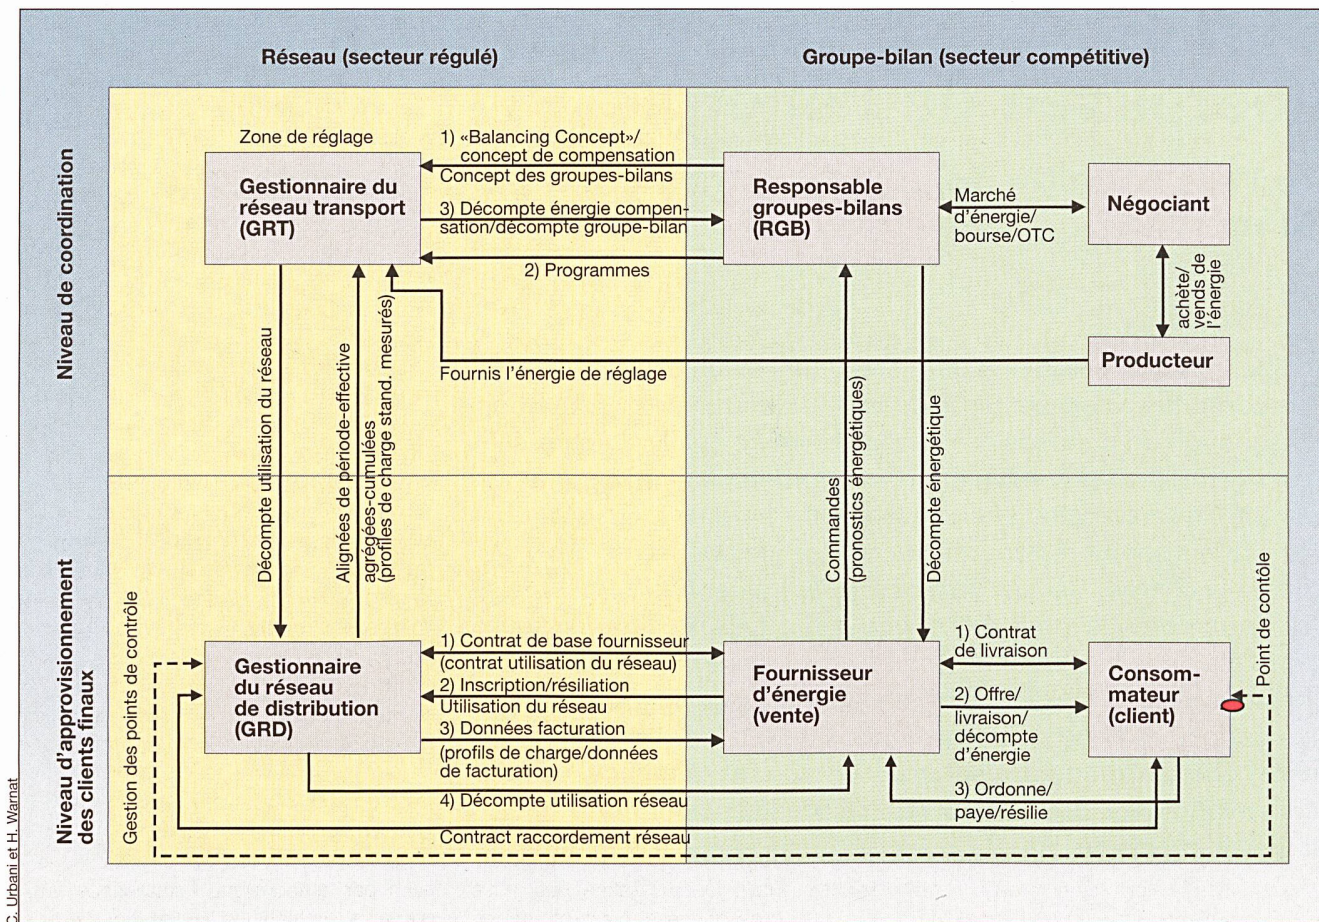 Réseau (secteur régulé)
Groupe-bilan (secteur compétitive)
Niveau de coordination
Zone de réglage
Gestionnaire du
réseau transport
(GRT)
1) «Balancing Concept»/
concept de compensation
Concept des groupes-bilans
3) Décompte énergie compen-
sation/décompte groupe-bilan
2) Programmes
Responsable
groupes-bilans
(RGB)
Marché
d'énergie/
bourse/OTC
Négociant
achète/
vends de
l'énergie
Producteur
Fournis l'énergie de réglage
Décompte utilisation du réseau
Alignées de période-effective
agrégées-cumulées
(profiles de charge stand. mesurés)
Commandes
(pronostics énergétiques)
Décompte énergétique
Niveau d'approvisionnement
des clients finaux
Gestion des points de contrôle
Gestionnaire
du réseau
de distribution
(GRD)
1) Contrat de base fournisseur
(contrat utilisation du réseau)
2) Inscription/résiliation
Utilisation du réseau
3) Données facturation
(profils de charge/données
de facturation)
4) Décompte utilisation réseau
Contract raccordement réseau
Fournisseur
d'énergie
(vente)
1) Contrat
de livraison
2) Offre/
livraison/
décompte
d'énergie
3) Ordonne/
paye/résilie
Consom-
mateur
(client)
Point de contôle
C. Urbani et H. Warnat